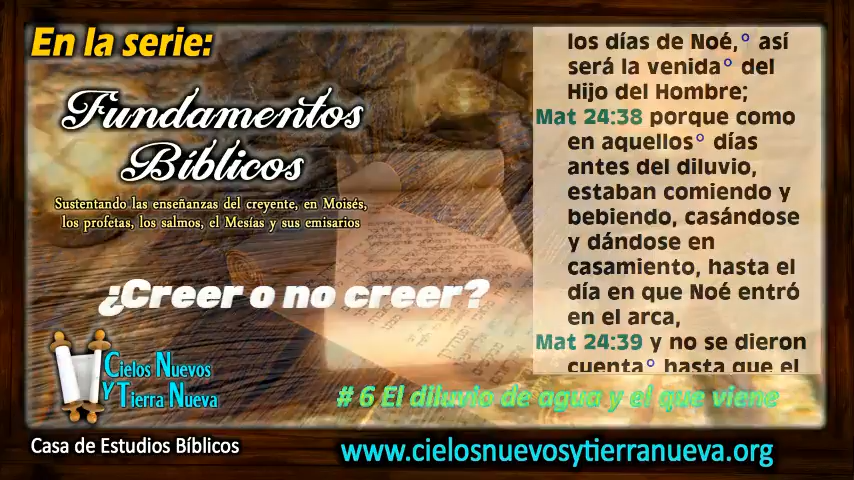 En la serie:
Fundamentos
Bíblicos
Sustentando las enseñanzas del creyente, en Moisés,
los profetas, los salmos, el Mesías y sus emisarios
¿Creer o no creer?
Cielos Nuevos
Y Tierra Nueva
Casa de Estudios Bíblicos
los días de Noé,° así
será la venida° del
Hijo del Hombre;
Mat 24:38 porque como
en aquellos° días
antes del diluvio,
estaban comiendo y
bebiendo, casándose
y dándose en
casamiento, hasta el
día en que Noé entró
en el arca,
Mat 24:39 y no se dieron
cuenta° hasta que el
# 6 El diluvio de agua y el que viene
www.cielosnuevosytierranueva.org